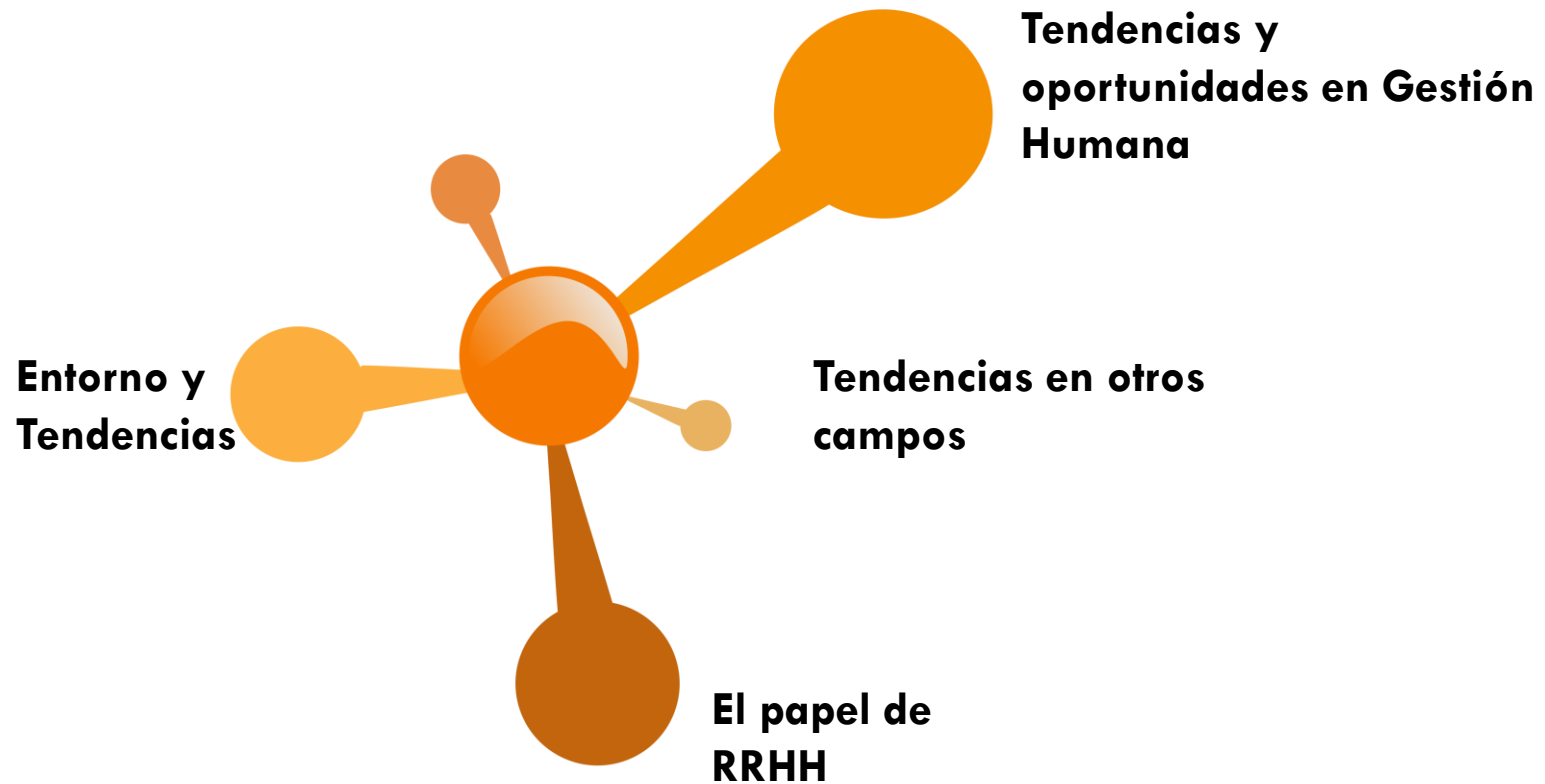 Tendencias y
oportunidades en Gestión
Humana
Entorno y
Tendencias
Tendencias en otros
campos
El papel de
RRHH